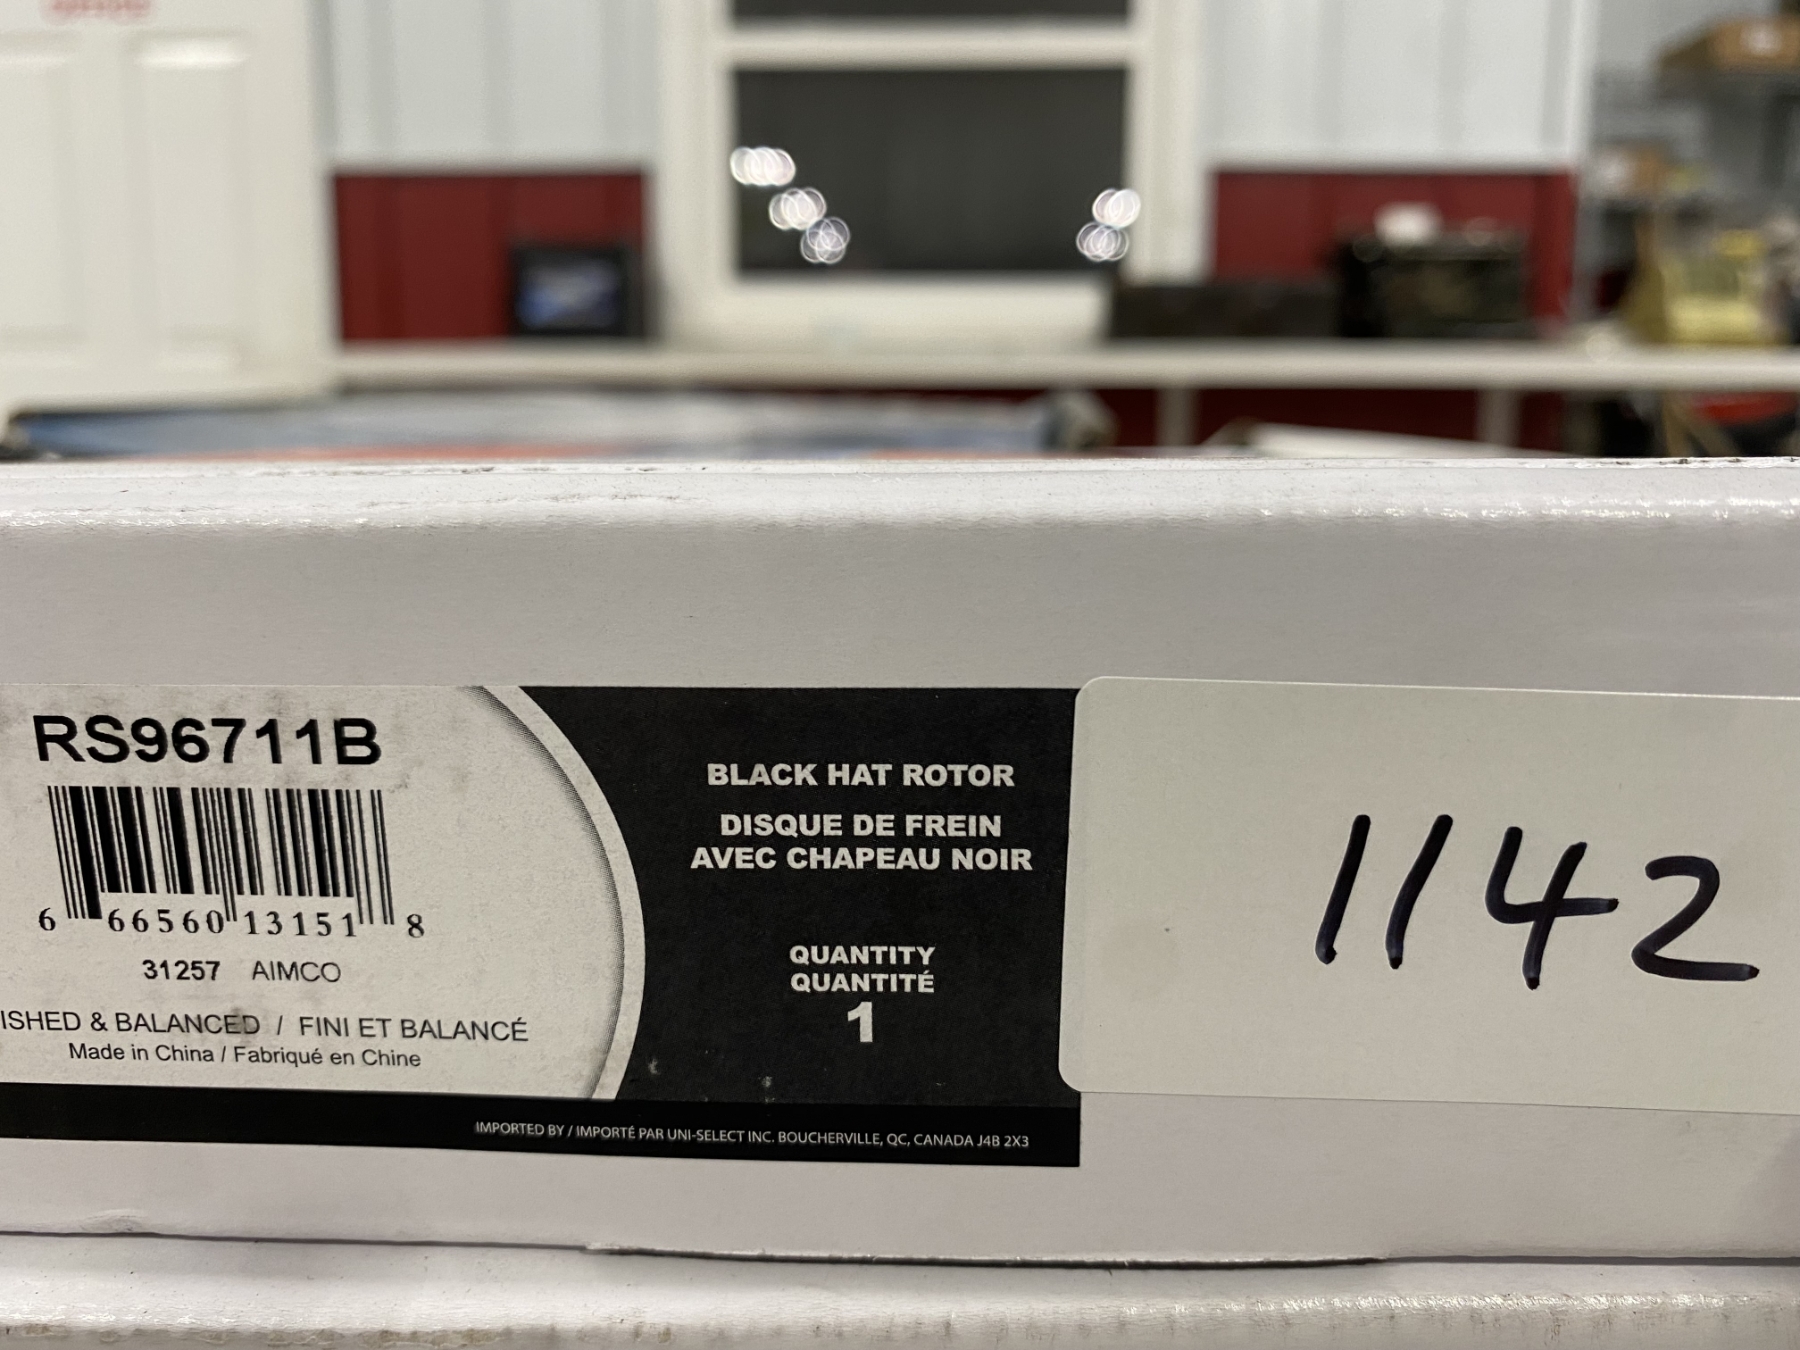 RS96711B
6 66560 13151 8
31257 AIMCO
ISHED & BALANCED / FINI ET BALANCÉ
Made in China / Fabriqué en Chine
BLACK HAT ROTOR
DISQUE DE FREIN
AVEC CHAPEAU NOIR
QUANTITY
QUANTITÉ
1
IMPORTED BY / IMPORTÉ PAR UNI-SELECT INC. BOUCHERVILLE, QC, CANADA J4B 2X3
1142